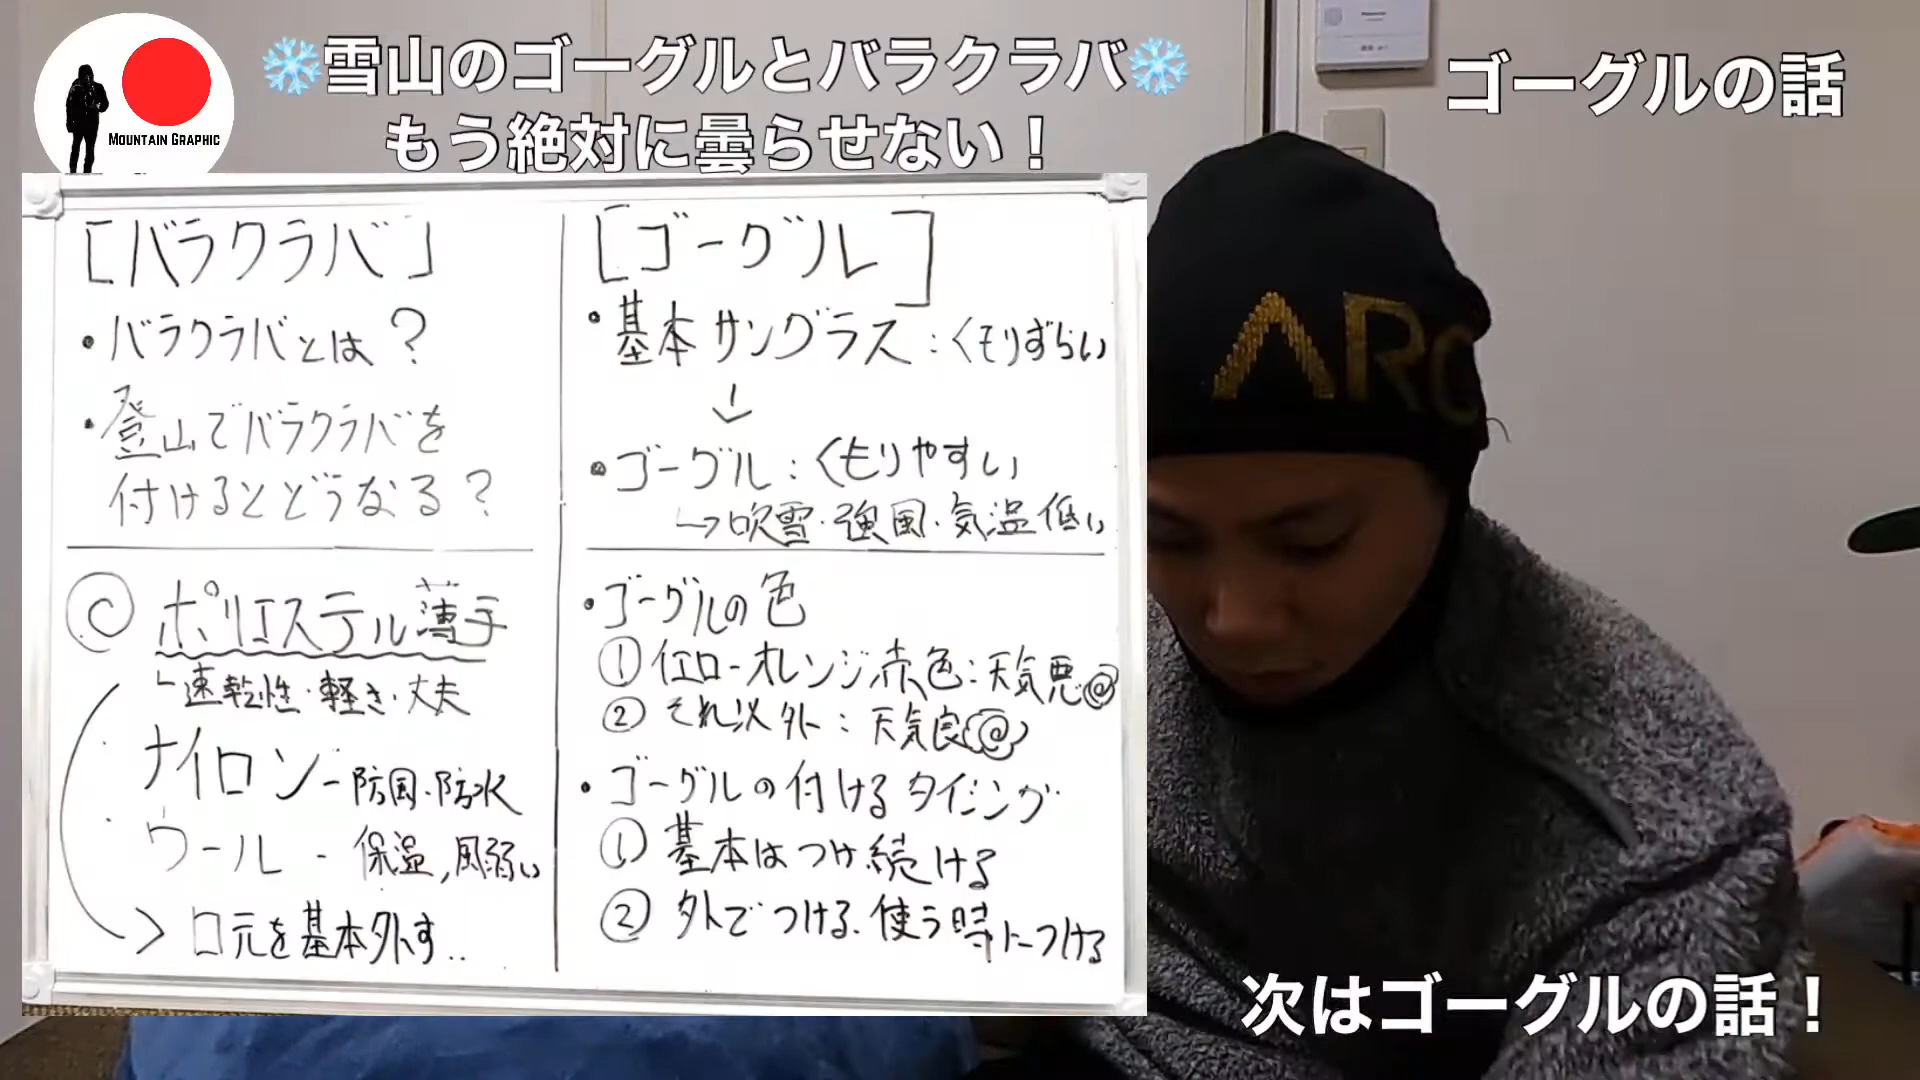 ❄️雪山のゴーグルとバラクラバ❄️
もう絶対に曇らせない！
ゴーグルの話
MOUNTAIN GRAPHIC
[バラクラバ]
・バラクラバとは？
・登山でバラクラバを
付けるとどうなる？
ポリエステル薄手
速乾性・軽き・丈夫
ナイロン-防風・防水
ウール - 保温,風弱い
> 口元を基本外す..
[ゴーグル]
・基本サングラス:くもりずらい
↓
・ゴーグル:くもりやすい
→吹雪・強風・気温低い
・ゴーグルの色
① イエローオレンジ赤色:天気悪
② それ以外:天気良
・ゴーグルの付けるタイミング
① 基本はつけ続ける
② 外でつける、使う時につける
ARC
次はゴーグルの話！